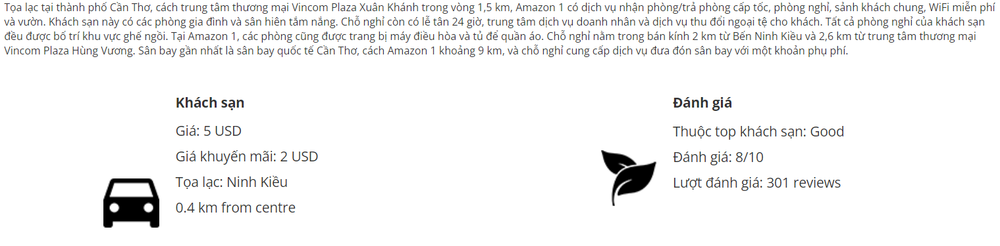 Tọa lạc tại thành phố Cần Thơ, cách trung tâm thương mại Vincom Plaza Xuân Khánh trong vòng 1,5 km, Amazon 1 có dịch vụ nhận phòng/trả phòng cấp tốc, phòng nghỉ, sảnh khách chung, WiFi miễn phí
và vườn. Khách sạn này có các phòng gia đình và sân hiên tắm nắng. Chỗ nghỉ còn có lễ tân 24 giờ, trung tâm dịch vụ doanh nhân và dịch vụ thu đổi ngoại tệ cho khách. Tất cả phòng nghỉ của khách sạn
đều được bố trí khu vực ghế ngồi. Tại Amazon 1, các phòng cũng được trang bị máy điều hòa và tủ để quần áo. Chỗ nghỉ nằm trong bán kính 2 km từ Bến Ninh Kiều và 2,6 km từ trung tâm thương mại
Vincom Plaza Hùng Vương. Sân bay gần nhất là sân bay quốc tế Cần Thơ, cách Amazon 1 khoảng 9 km, và chỗ nghỉ cung cấp dịch vụ đưa đón sân bay với một khoản phụ phí.
Khách sạn
Giá: 5 USD
Giá khuyến mãi: 2 USD
Tọa lạc: Ninh Kiều
0.4 km from centre
Đánh giá
Thuộc top khách sạn: Good
Đánh giá: 8/10
Lượt đánh giá: 301 reviews